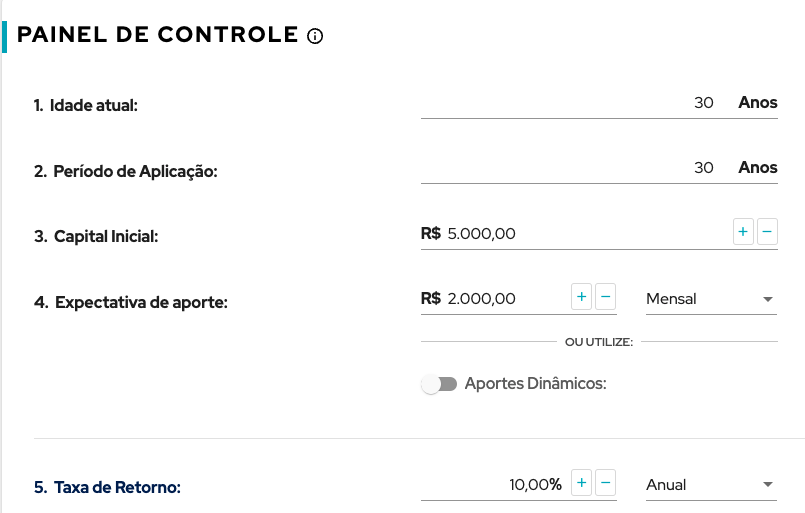 PAINEL DE CONTROLE
1. Idade atual: 30 Anos
2. Período de Aplicação: 30 Anos
3. Capital Inicial: R$ 5.000,00 + −
4. Expectativa de aporte: R$ 2.000,00 + − Mensal
OU UTILIZE:
Aportes Dinâmicos:
5. Taxa de Retorno: 10,00% + − Anual